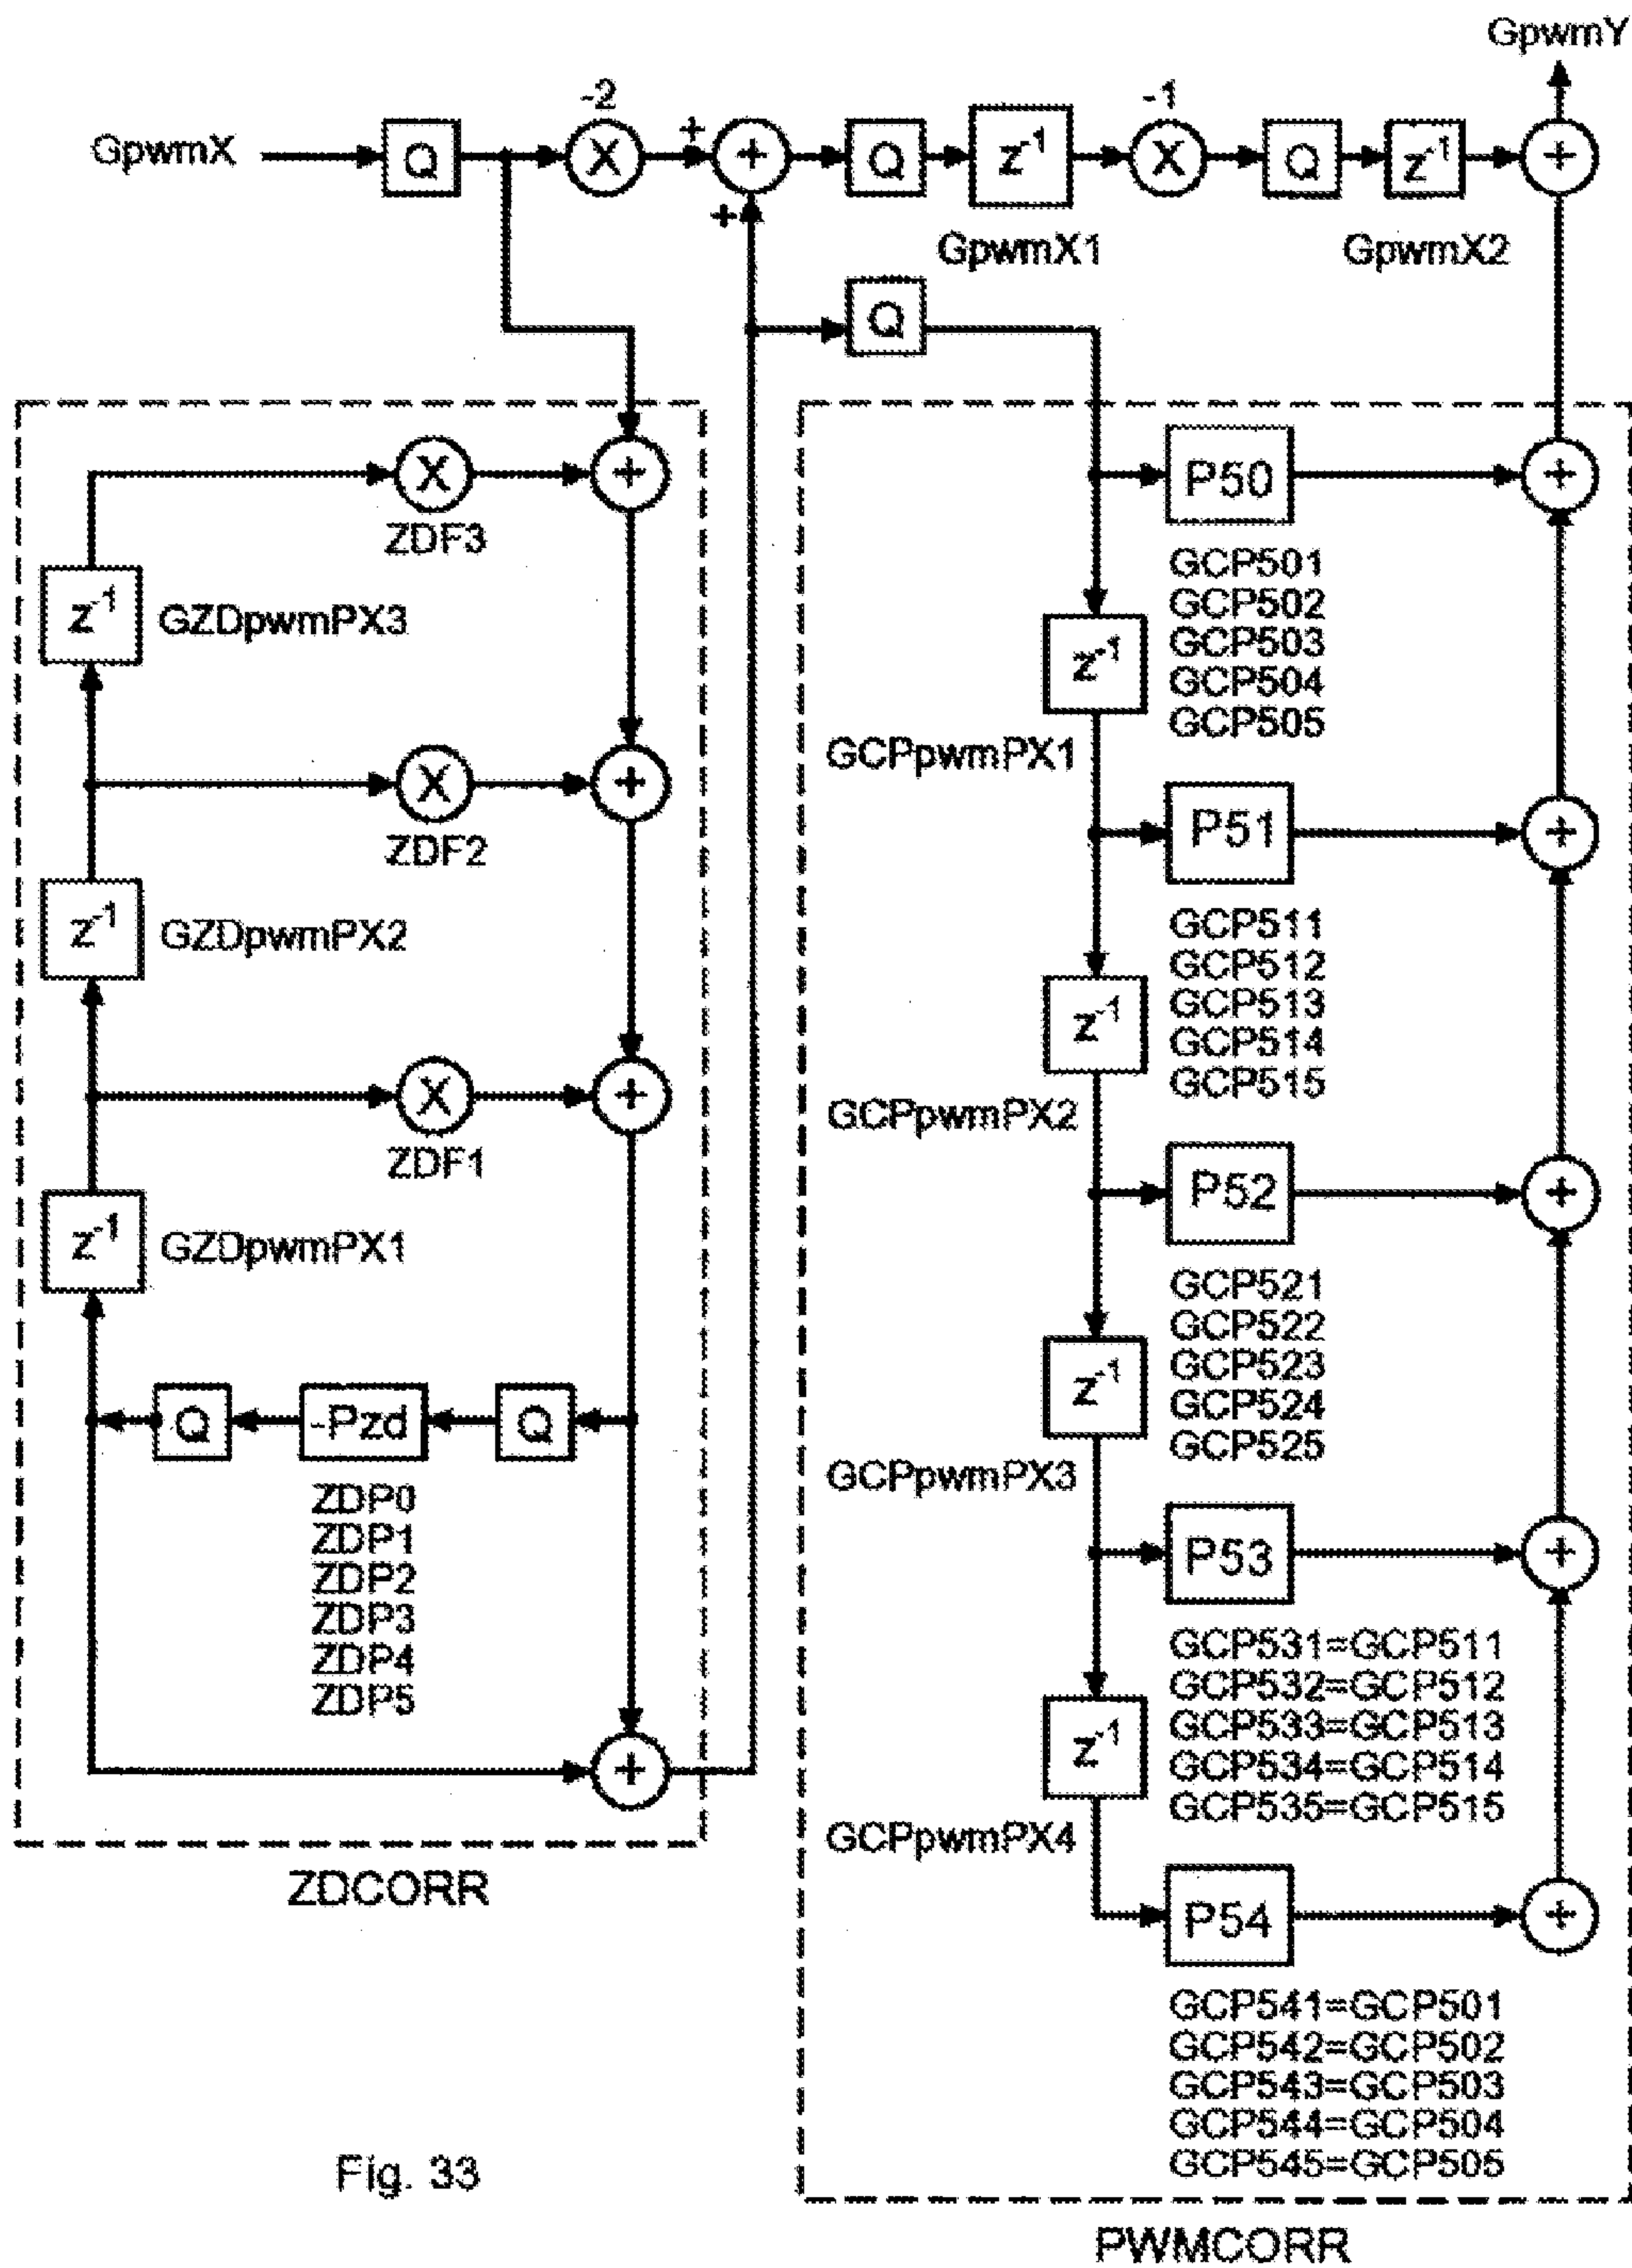 GpwmY
-2
-1
GpwmX
Q
X
+
+
Q
z-1
X
Q
z-1
+
+
GpwmX1
GpwmX2
Q
X
+
P50
+
ZDF3
z-1
GZDpwmPX3
GCP501
GCP502
GCP503
GCP504
GCP505
z-1
GCPpwmPX1
X
+
ZDF2
P51
+
z-1
GZDpwmPX2
GCP511
GCP512
GCP513
GCP514
GCP515
z-1
GCPpwmPX2
X
+
ZDF1
P52
+
z-1
GZDpwmPX1
GCP521
GCP522
GCP523
GCP524
GCP525
z-1
GCPpwmPX3
Q
-Pzd
Q
ZDP0
ZDP1
ZDP2
ZDP3
ZDP4
ZDP5
P53
+
GCP531=GCP511
GCP532=GCP512
GCP533=GCP513
GCP534=GCP514
GCP535=GCP515
z-1
+
GCPpwmPX4
ZDCORR
P54
+
GCP541=GCP501
GCP542=GCP502
GCP543=GCP503
GCP544=GCP504
GCP545=GCP505
Fig. 33
PWMCORR